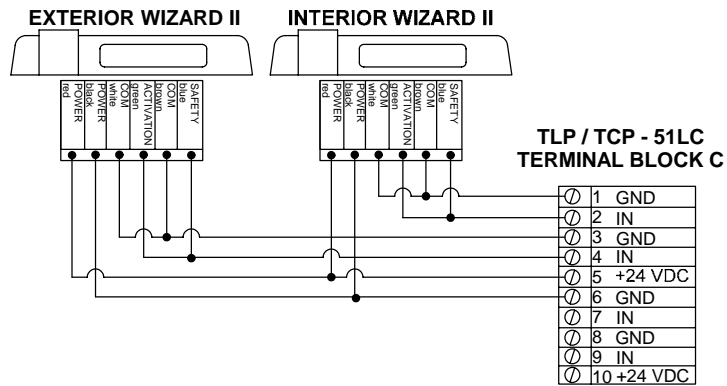 EXTERIOR WIZARD II
INTERIOR WIZARD II
red POWER
black POWER
white COM
green ACTIVATION
brown COM
blue SAFETY
red POWER
black POWER
white COM
green ACTIVATION
brown COM
blue SAFETY
TLP / TCP - 51LC
TERMINAL BLOCK C
1 GND
2 IN
3 GND
4 IN
5 +24 VDC
6 GND
7 IN
8 GND
9 IN
10 +24 VDC